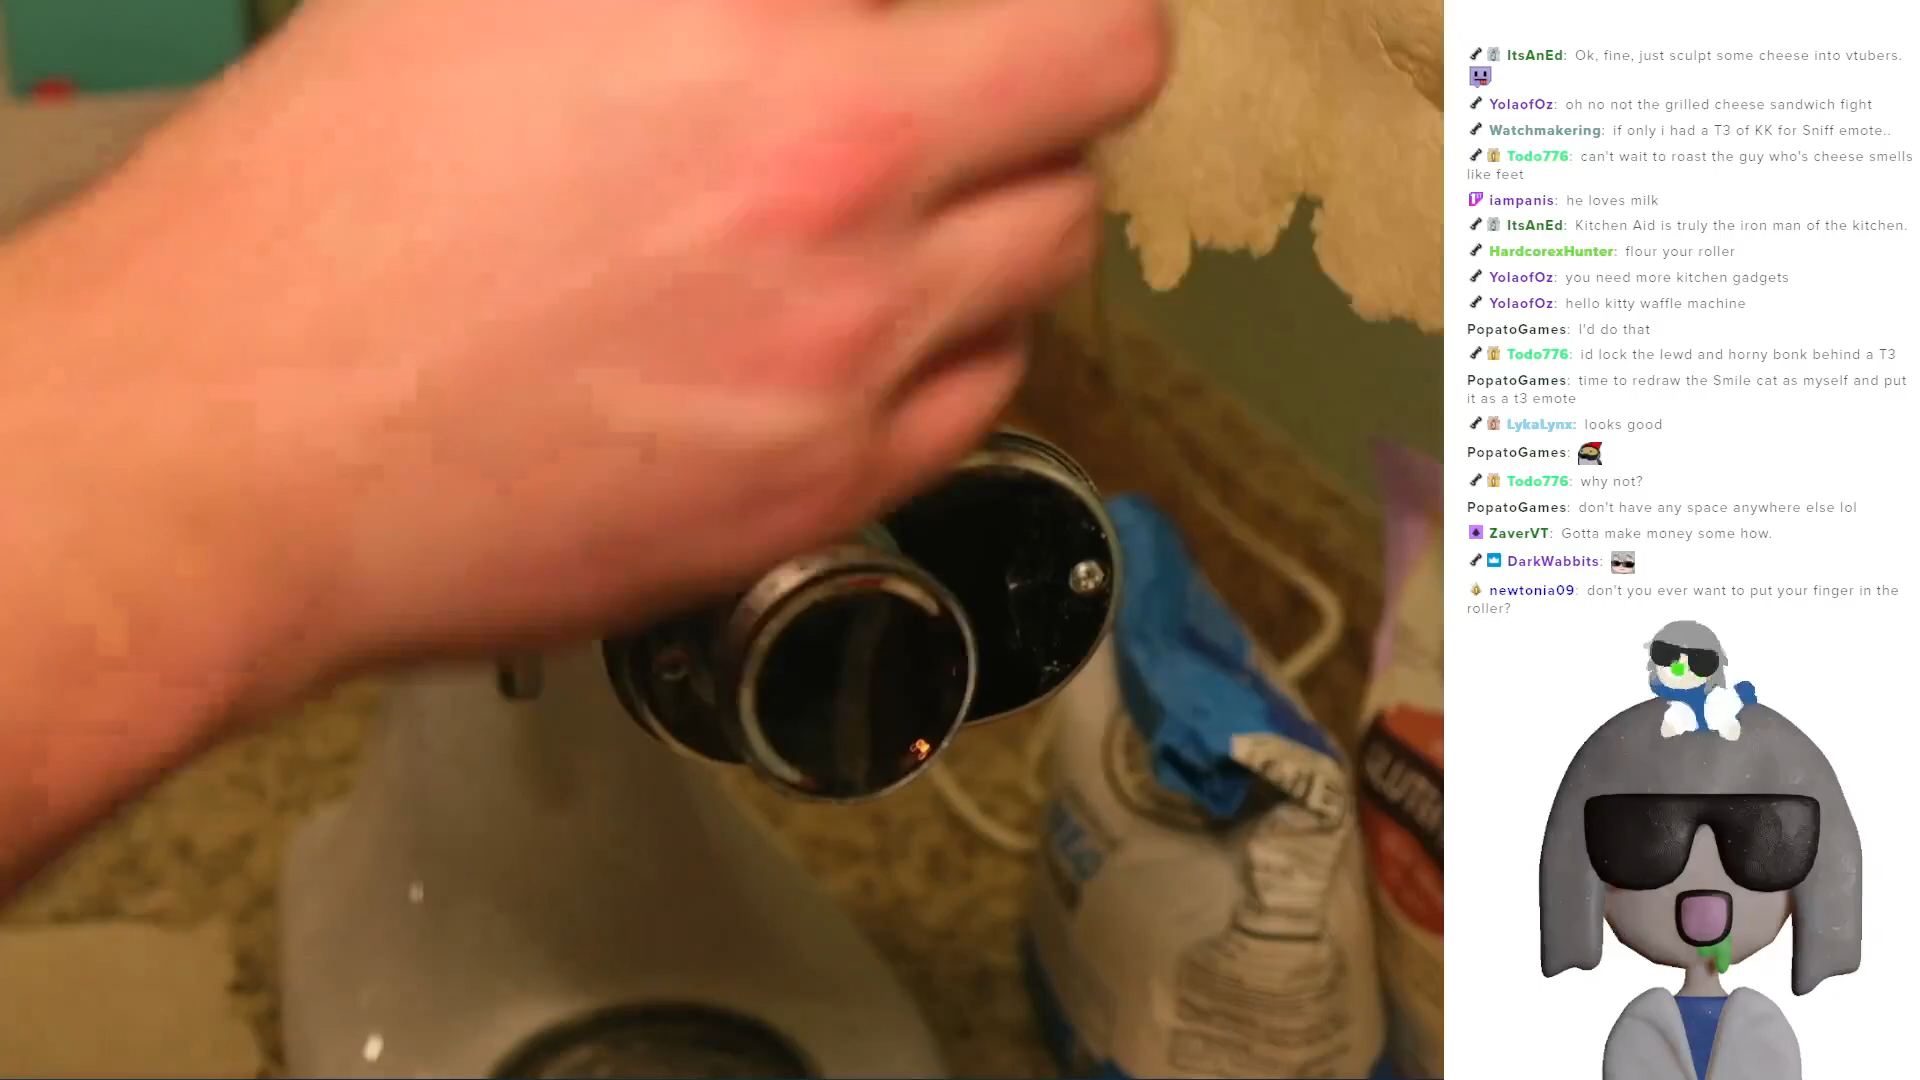 ItsAnEd: Ok, fine, just sculpt some cheese into vtubers.
YolaofOz: oh no not the grilled cheese sandwich fight
Watchmakering: if only i had a T3 of KK for Sniff emote..
Todo776: can't wait to roast the guy who's cheese smells
like feet
iampanis: he loves milk
ItsAnEd: Kitchen Aid is truly the iron man of the kitchen.
HardcorexHunter: flour your roller
YolaofOz: you need more kitchen gadgets
YolaofOz: hello kitty waffle machine
PopatoGames: I'd do that
Todo776: id lock the lewd and horny bonk behind a T3
PopatoGames: time to redraw the Smile cat as myself and put
it as a t3 emote
LykaLynx: looks good
PopatoGames:
Todo776: why not?
PopatoGames: don't have any space anywhere else lol
ZaverVT: Gotta make money some how.
DarkWabbits:
newtonia09: don't you ever want to put your finger in the
roller?